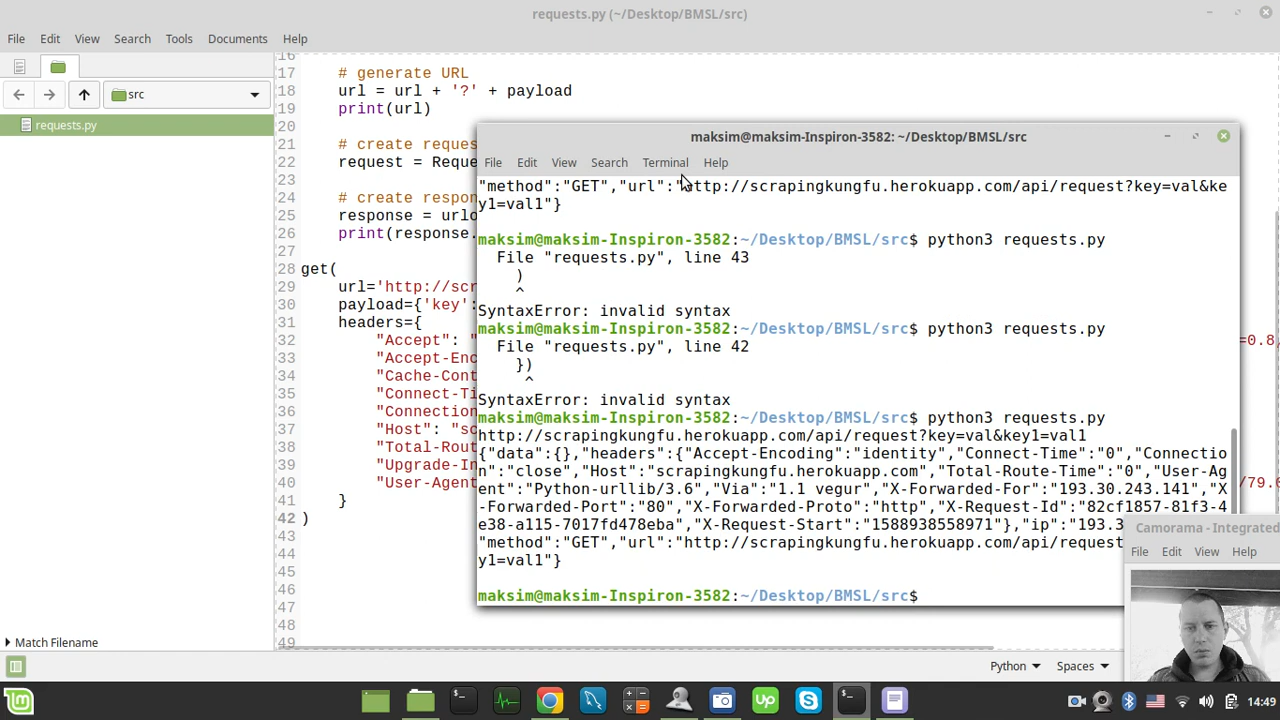 requests.py (~/Desktop/BMSL/src)
File Edit View Search Tools Documents Help
src
requests.py
Match Filename
16
17 # generate URL
18 url = url + '?' + payload
19 print(url)
20
21 # create reques
22 request = Reque
23
24 # create respon
25 response = urlo
26 print(response.
27
28 get(
29 url='http://scr
30 payload={'key':
31 headers={
32 "Accept": "
=0.8,
33 "Accept-Enc
34 "Cache-Cont
35 "Connect-Ti
36 "Connection
37 "Host": "sc
38 "Total-Rout
39 "Upgrade-In
40 "User-Agent
/79.0
41 }
42 )
43
44
45
46
47
48
49
maksim@maksim-Inspiron-3582: ~/Desktop/BMSL/src
File Edit View Search Terminal Help
"method":"GET","url":"http://scrapingkungfu.herokuapp.com/api/request?key=val&ke
y1=val1"}
maksim@maksim-Inspiron-3582:~/Desktop/BMSL/src$ python3 requests.py
File "requests.py", line 43
)
^
SyntaxError: invalid syntax
maksim@maksim-Inspiron-3582:~/Desktop/BMSL/src$ python3 requests.py
File "requests.py", line 42
})
^
SyntaxError: invalid syntax
maksim@maksim-Inspiron-3582:~/Desktop/BMSL/src$ python3 requests.py
http://scrapingkungfu.herokuapp.com/api/request?key=val&key1=val1
{"data":{},"headers":{"Accept-Encoding":"identity","Connect-Time":"0","Connectio
n":"close","Host":"scrapingkungfu.herokuapp.com","Total-Route-Time":"0","User-Ag
ent":"Python-urllib/3.6","Via":"1.1 vegur","X-Forwarded-For":"193.30.243.141","X
-Forwarded-Port":"80","X-Forwarded-Proto":"http","X-Request-Id":"82cf1857-81f3-4
e38-a115-7017fd478eba","X-Request-Start":"1588938558971"},"ip":"193.3
"method":"GET","url":"http://scrapingkungfu.herokuapp.com/api/request
y1=val1"}
maksim@maksim-Inspiron-3582:~/Desktop/BMSL/src$
Camorama - Integrated
File Edit View Help
Python Spaces
14:49